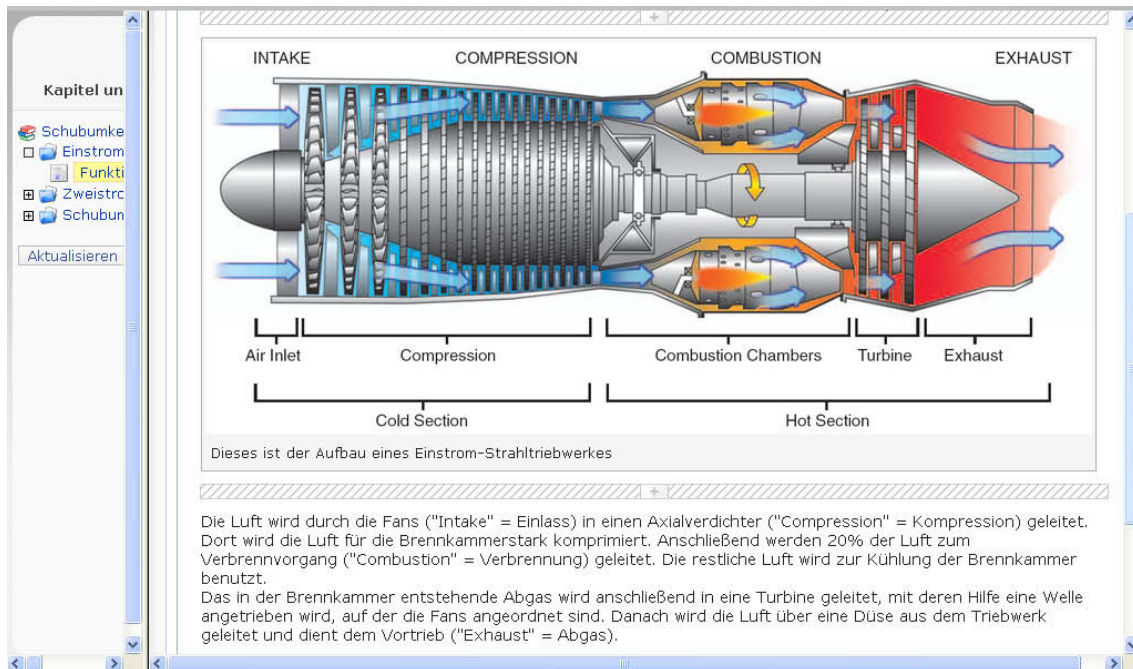 Kapitel un
Schubumke
Einstrom
Funkti
Zweistrc
Schubun
Aktualisieren
INTAKE COMPRESSION COMBUSTION EXHAUST
Air Inlet Compression Combustion Chambers Turbine Exhaust
Cold Section Hot Section
Dieses ist der Aufbau eines Einstrom-Strahltriebwerkes
Die Luft wird durch die Fans ("Intake" = Einlass) in einen Axialverdichter ("Compression" = Kompression) geleitet.
Dort wird die Luft für die Brennkammerstark komprimiert. Anschließend werden 20% der Luft zum
Verbrennvorgang ("Combustion" = Verbrennung) geleitet. Die restliche Luft wird zur Kühlung der Brennkammer
benutzt.
Das in der Brennkammer entstehende Abgas wird anschließend in eine Turbine geleitet, mit deren Hilfe eine Welle
angetrieben wird, auf der die Fans angeordnet sind. Danach wird die Luft über eine Düse aus dem Triebwerk
geleitet und dient dem Vortrieb ("Exhaust" = Abgas).